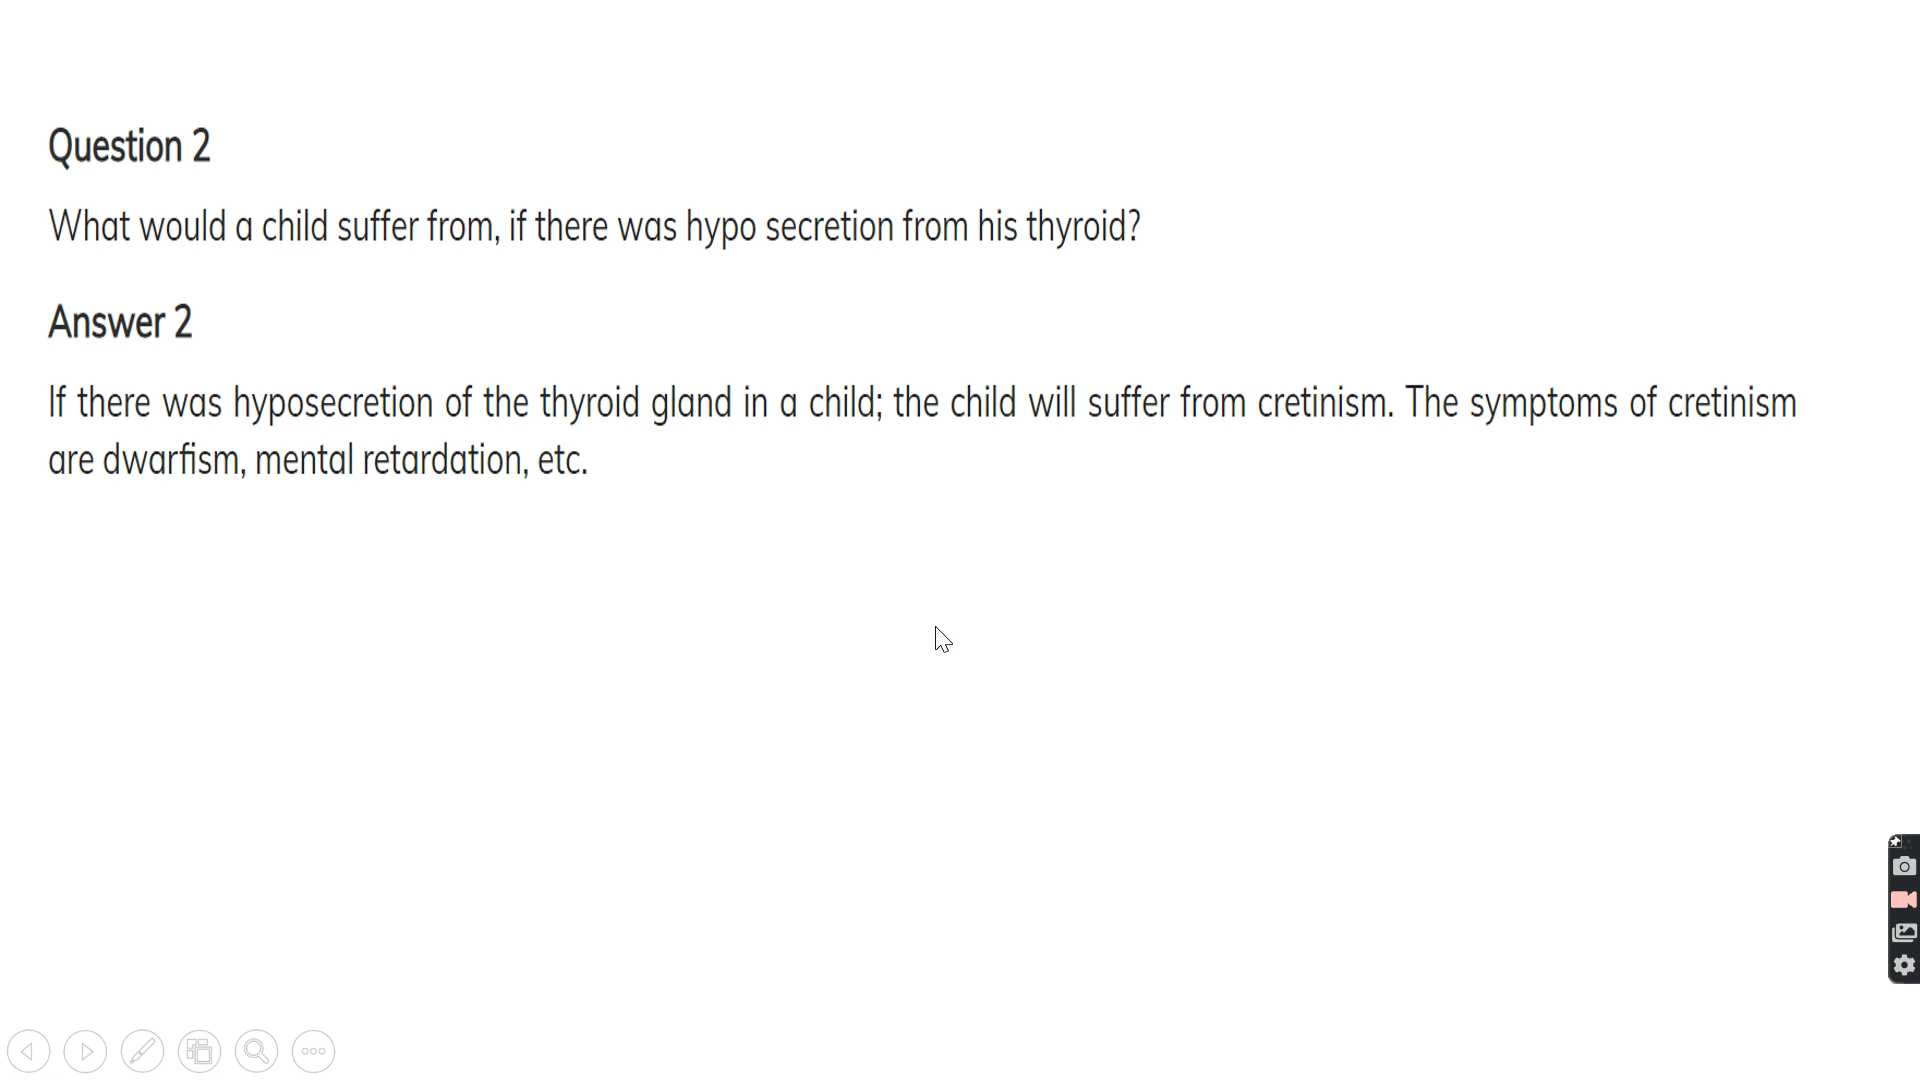 Question 2
What would a child suffer from, if there was hypo secretion from his thyroid?
Answer 2
If there was hyposecretion of the thyroid gland in a child; the child will suffer from cretinism. The symptoms of cretinism
are dwarfism, mental retardation, etc.